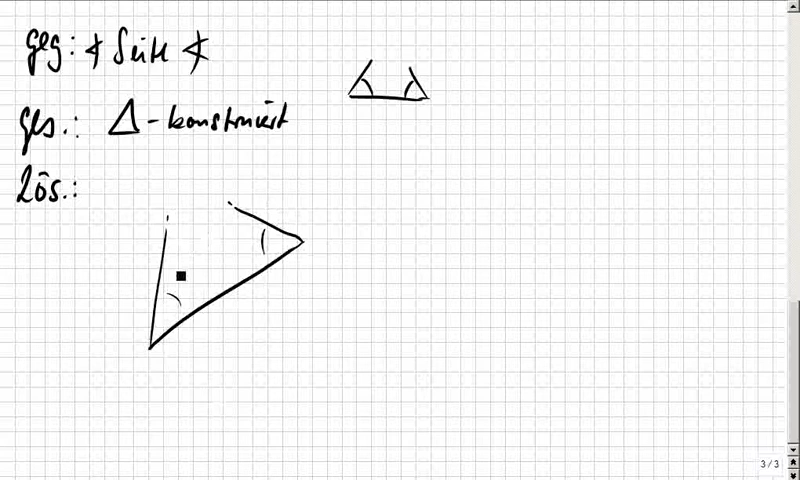 geg: ∢ Seite ∢
ges.: Δ - konstruiert
Lös.:
3 / 3